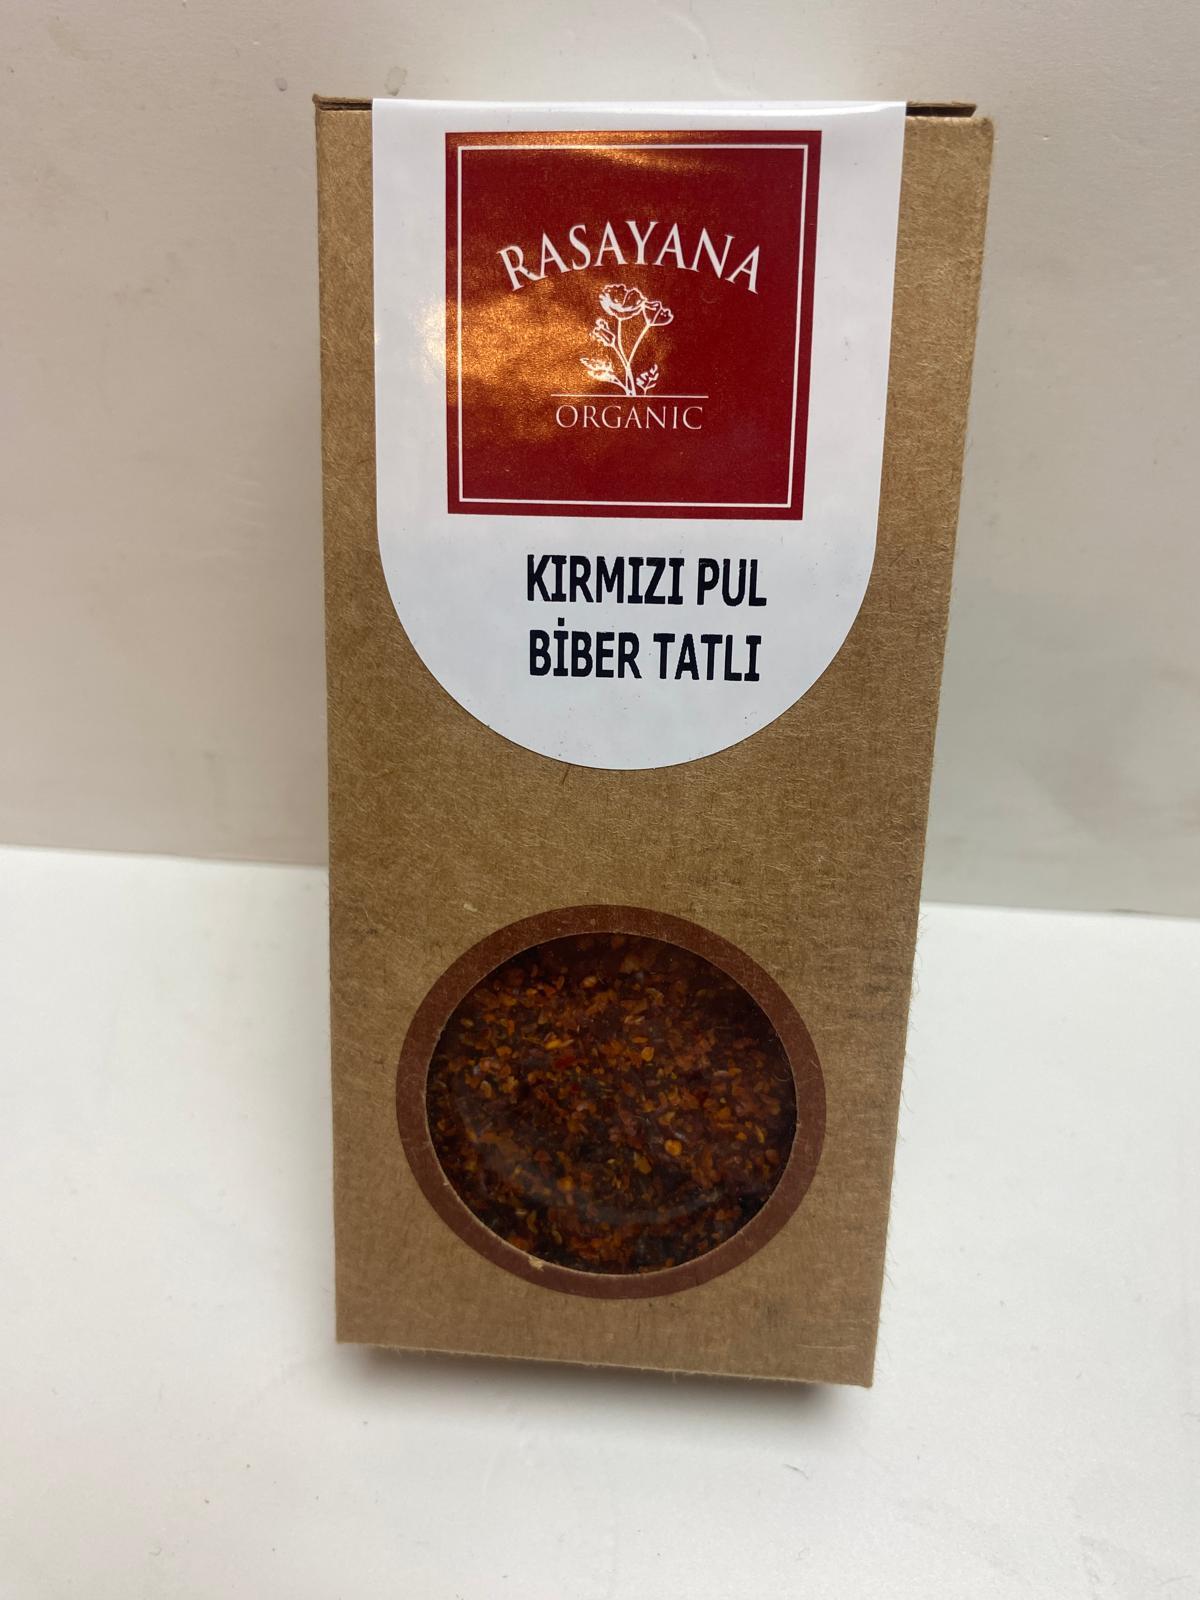 RASAYANA
ORGANIC
KIRMIZI PUL
BİBER TATLI